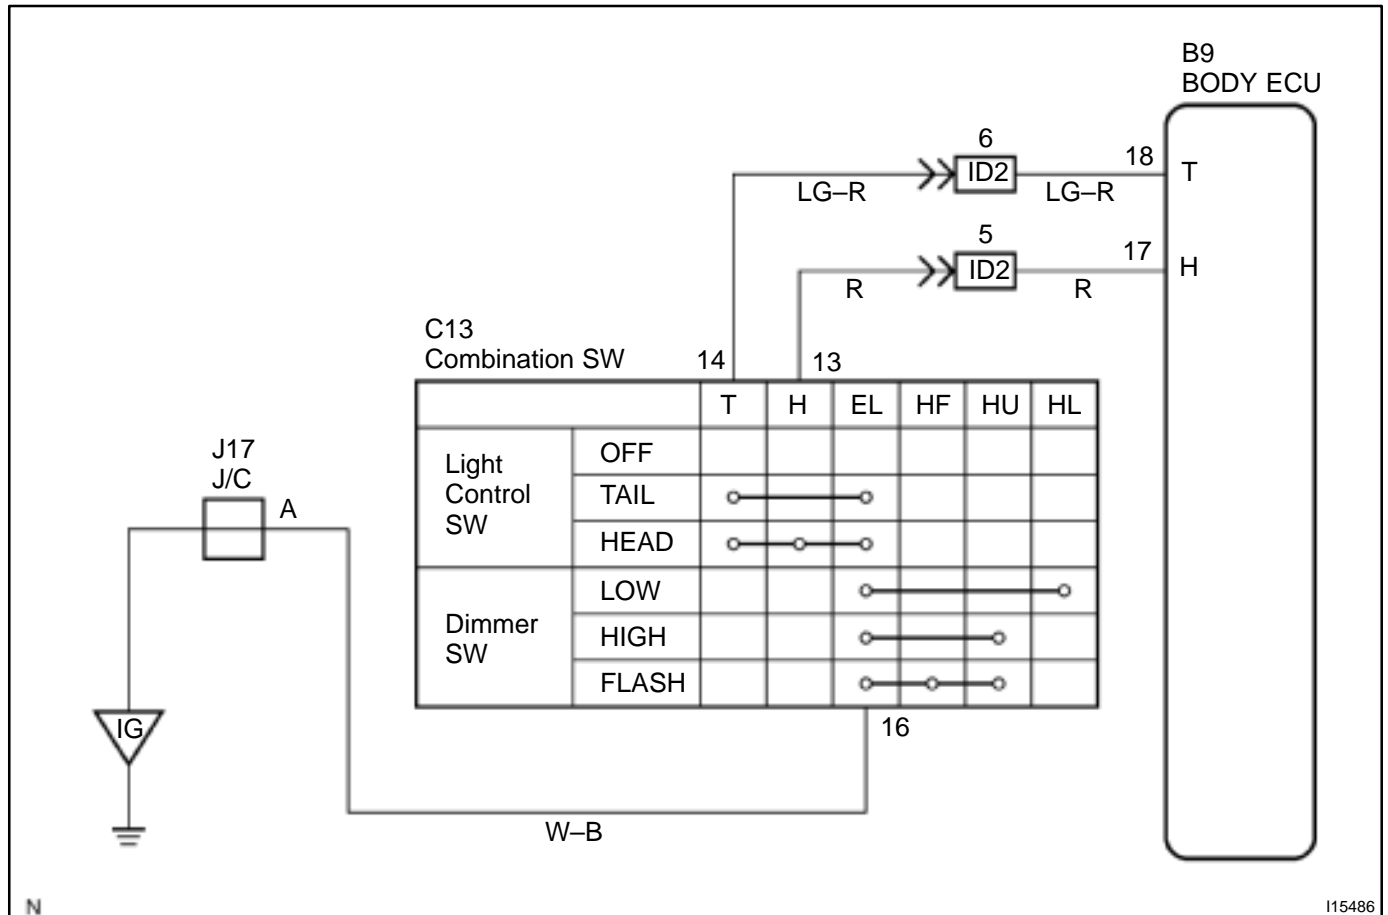 B9
BODY ECU
6
ID2
18
T
LG–R
LG–R
5
ID2
17
H
R
R
C13
Combination SW
14
13
T H EL HF HU HL
Light
Control
SW
OFF
TAIL
HEAD
Dimmer
SW
LOW
HIGH
FLASH
J17
J/C
A
IG
16
W–B
N
I15486